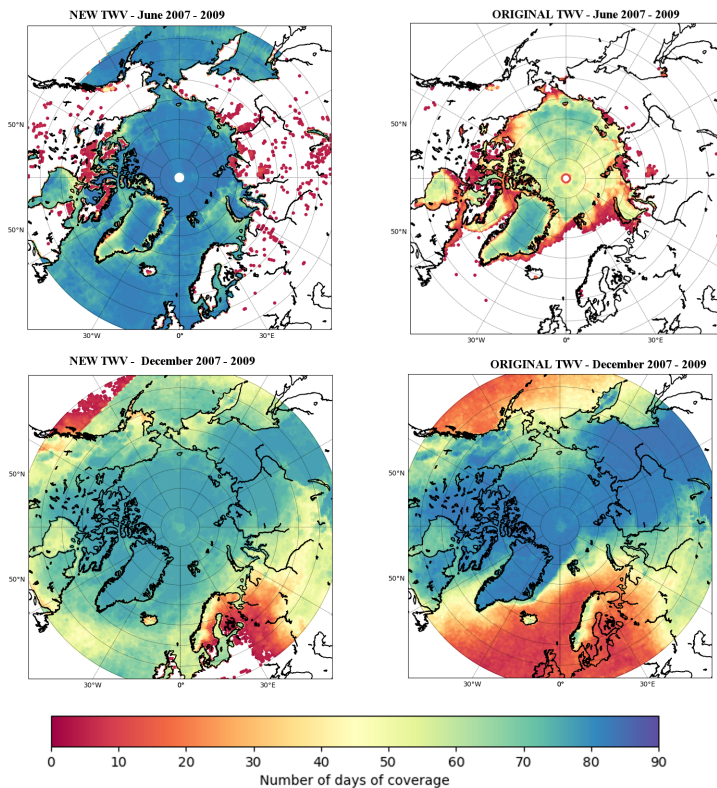 NEW TWV - June 2007 - 2009
ORIGINAL TWV - June 2007 - 2009
50°N
50°N
50°N
50°N
30°W
0°
30°E
30°W
0°
30°E
NEW TWV - December 2007 - 2009
ORIGINAL TWV - December 2007 - 2009
50°N
50°N
50°N
50°N
30°W
0°
30°E
30°W
0°
30°E
0 10 20 30 40 50 60 70 80 90
Number of days of coverage